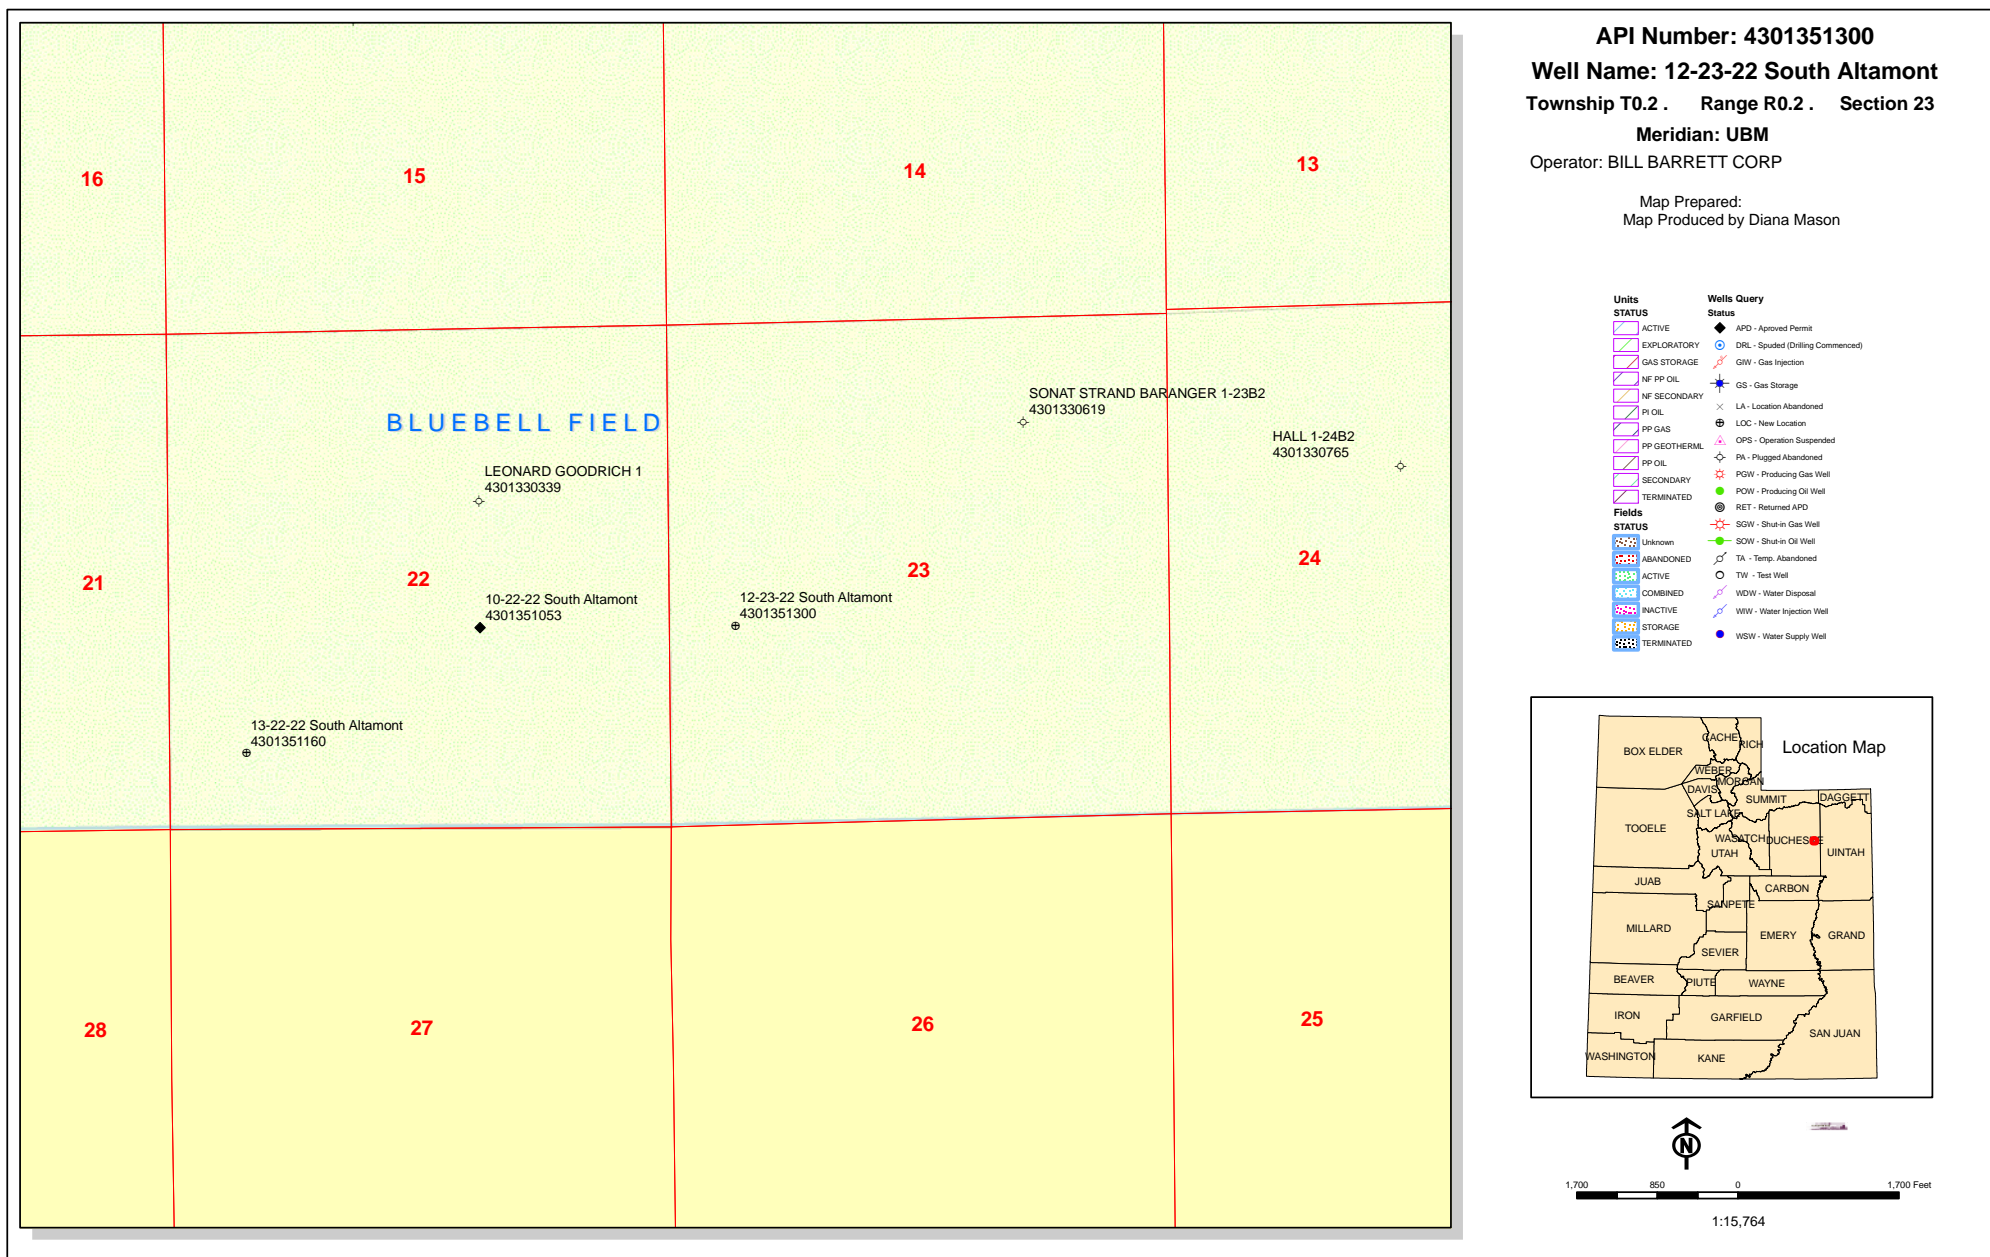 API Number: 4301351300
Well Name: 12-23-22 South Altamont
Township T0.2 . Range R0.2 . Section 23
Meridian: UBM
Operator: BILL BARRETT CORP
Map Prepared:
Map Produced by Diana Mason
16
15
14
13
SONAT STRAND BARANGER 1-23B2
4301330619
BLUEBELL FIELD
HALL 1-24B2
4301330765
LEONARD GOODRICH 1
4301330339
21
22
23
24
10-22-22 South Altamont
4301351053
12-23-22 South Altamont
4301351300
13-22-22 South Altamont
4301351160
28
27
26
25
Units
STATUS
ACTIVE
EXPLORATORY
GAS STORAGE
NF PP OIL
NF SECONDARY
PI OIL
PP GAS
PP GEOTHERML
PP OIL
SECONDARY
TERMINATED
Fields
STATUS
Unknown
ABANDONED
ACTIVE
COMBINED
INACTIVE
STORAGE
TERMINATED
Wells Query
Status
APD - Aproved Permit
DRL - Spuded (Drilling Commenced)
GIW - Gas Injection
GS - Gas Storage
LA - Location Abandoned
LOC - New Location
OPS - Operation Suspended
PA - Plugged Abandoned
PGW - Producing Gas Well
POW - Producing Oil Well
RET - Returned APD
SGW - Shut-in Gas Well
SOW - Shut-in Oil Well
TA - Temp. Abandoned
TW - Test Well
WDW - Water Disposal
WIW - Water Injection Well
WSW - Water Supply Well
Location Map
BOX ELDER
CACHE
RICH
WEBER
MORGAN
DAVIS
SUMMIT
DAGGETT
SALT LAKE
TOOELE
WASATCH
DUCHESNE
UTAH
UINTAH
JUAB
CARBON
SANPETE
MILLARD
EMERY
GRAND
SEVIER
BEAVER
PIUTE
WAYNE
IRON
GARFIELD
SAN JUAN
WASHINGTON
KANE
N
1,700 850 0 1,700 Feet
1:15,764